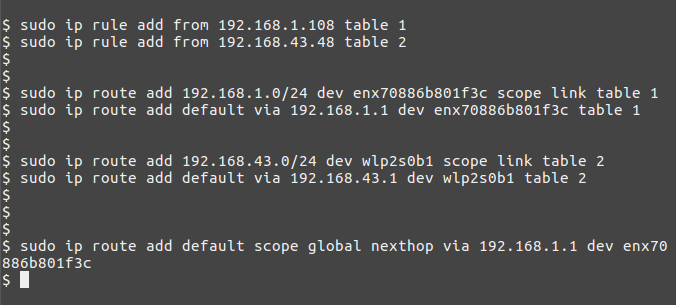 $ sudo ip rule add from 192.168.1.108 table 1
$ sudo ip rule add from 192.168.43.48 table 2
$
$
$ sudo ip route add 192.168.1.0/24 dev enx70886b801f3c scope link table 1
$ sudo ip route add default via 192.168.1.1 dev enx70886b801f3c table 1
$
$
$ sudo ip route add 192.168.43.0/24 dev wlp2s0b1 scope link table 2
$ sudo ip route add default via 192.168.43.1 dev wlp2s0b1 table 2
$
$
$
$ sudo ip route add default scope global nexthop via 192.168.1.1 dev enx70
886b801f3c
$